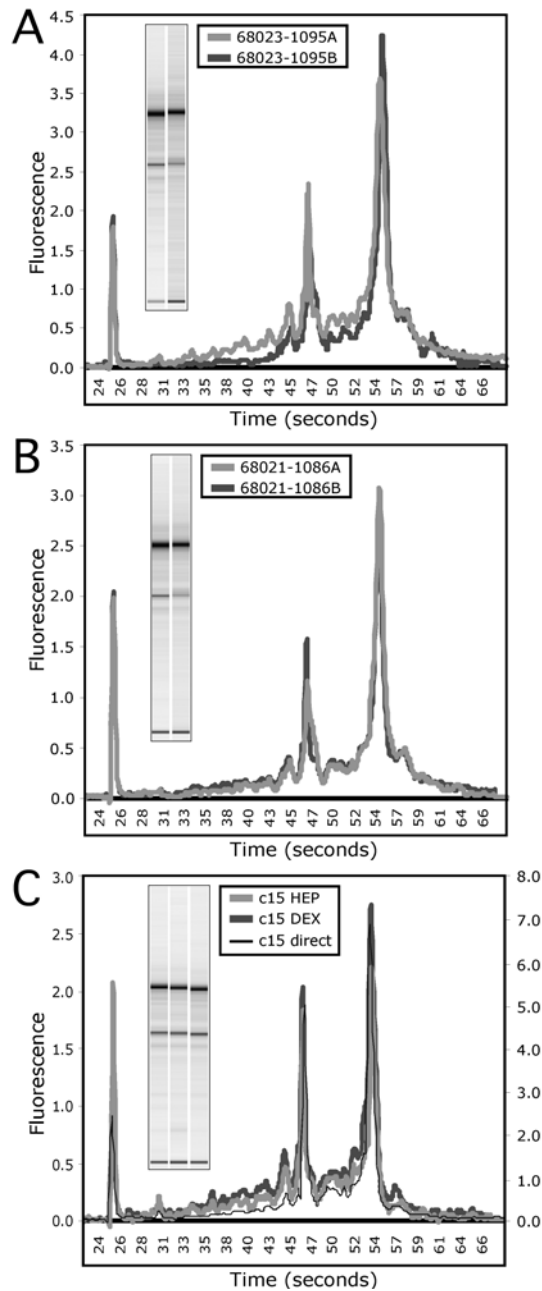 A
68023-1095A
68023-1095B
Fluorescence
4.5
4.0
3.5
3.0
2.5
2.0
1.5
1.0
0.5
0.0
24 26 28 31 33 35 38 40 43 45 47 50 52 54 57 59 61 64 66
Time (seconds)
B
68021-1086A
68021-1086B
Fluorescence
3.5
3.0
2.5
2.0
1.5
1.0
0.5
0.0
24 26 28 31 33 35 38 40 43 45 47 50 52 54 57 59 61 64 66
Time (seconds)
C
c15 HEP
c15 DEX
c15 direct
Fluorescence
3.0
2.5
2.0
1.5
1.0
0.5
0.0
8.0
7.0
6.0
5.0
4.0
3.0
2.0
1.0
0.0
24 26 28 31 33 35 38 40 43 45 46 50 52 54 57 59 61 64 66
Time (seconds)